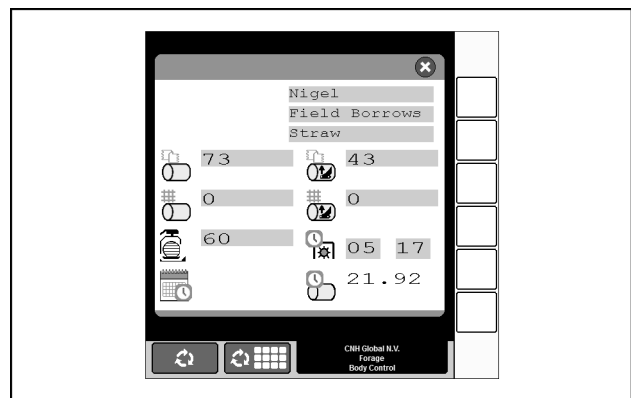 Nigel
Field Borrows
Straw
73 43
0 0
60 05 17
21.92
CNH Global N.V.
Forage
Body Control